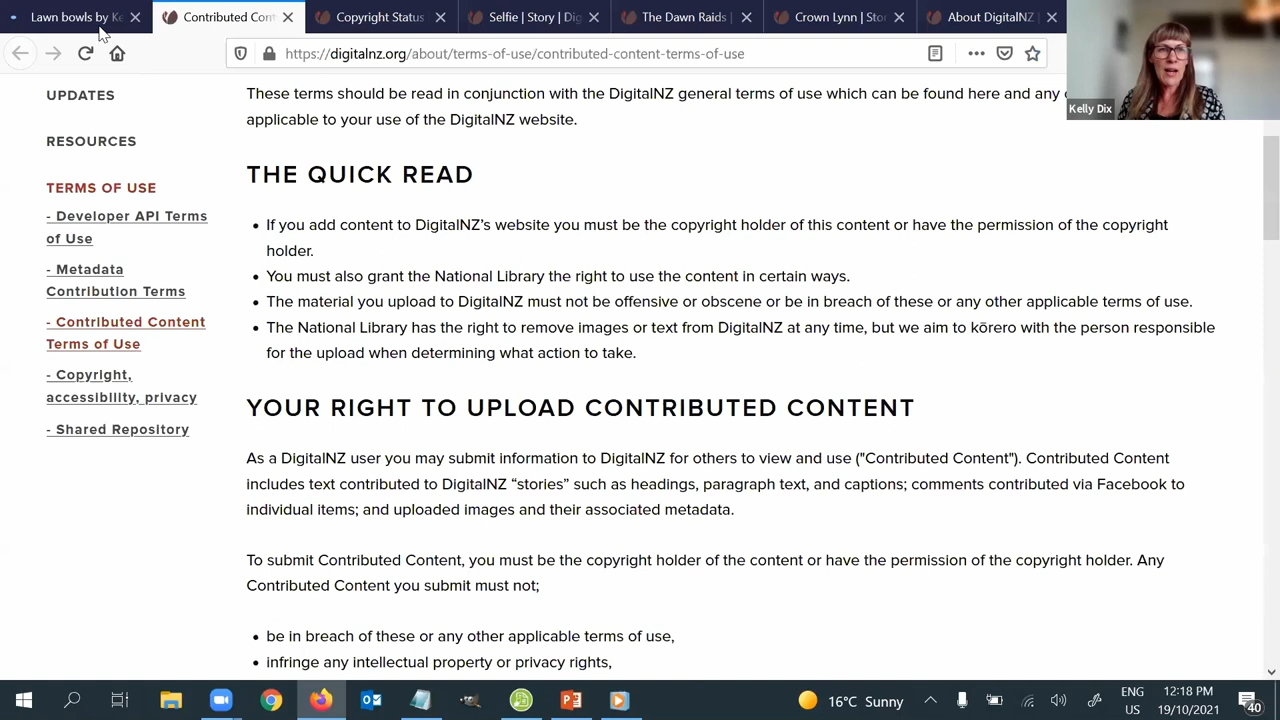 Lawn bowls by Ke
Contributed Con
Copyright Status
Selfie | Story | Dig
The Dawn Raids |
Crown Lynn | Stor
About DigitalNZ |
https://digitalnz.org/about/terms-of-use/contributed-content-terms-of-use
Kelly Dix
UPDATES
RESOURCES
TERMS OF USE
- Developer API Terms
of Use
- Metadata
Contribution Terms
- Contributed Content
Terms of Use
- Copyright,
accessibility, privacy
- Shared Repository
These terms should be read in conjunction with the DigitalNZ general terms of use which can be found here and any
applicable to your use of the DigitalNZ website.
THE QUICK READ
• If you add content to DigitalNZ's website you must be the copyright holder of this content or have the permission of the copyright
holder.
• You must also grant the National Library the right to use the content in certain ways.
• The material you upload to DigitalNZ must not be offensive or obscene or be in breach of these or any other applicable terms of use.
• The National Library has the right to remove images or text from DigitalNZ at any time, but we aim to kōrero with the person responsible
for the upload when determining what action to take.
YOUR RIGHT TO UPLOAD CONTRIBUTED CONTENT
As a DigitalNZ user you may submit information to DigitalNZ for others to view and use ("Contributed Content"). Contributed Content
includes text contributed to DigitalNZ “stories” such as headings, paragraph text, and captions; comments contributed via Facebook to
individual items; and uploaded images and their associated metadata.
To submit Contributed Content, you must be the copyright holder of the content or have the permission of the copyright holder. Any
Contributed Content you submit must not;
• be in breach of these or any other applicable terms of use,
• infringe any intellectual property or privacy rights,
16°C Sunny
ENG
US
12:18 PM
19/10/2021
40